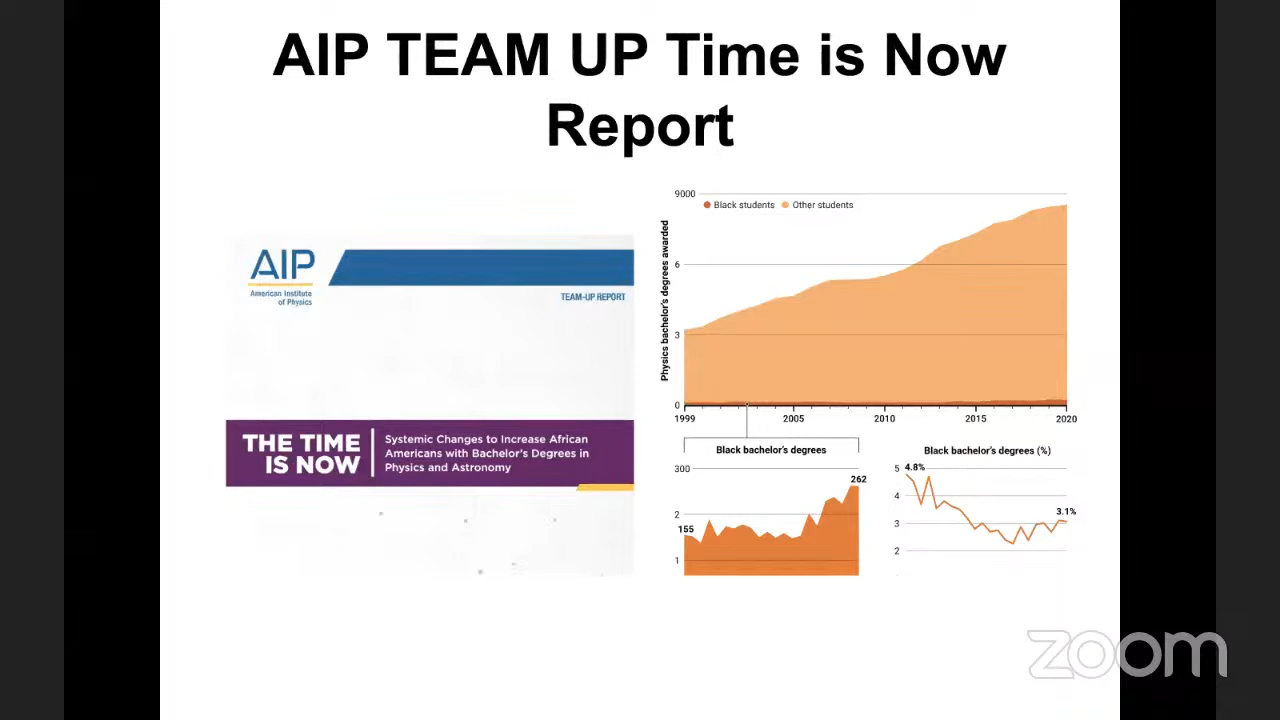 AIP TEAM UP Time is Now
Report
AIP
American Institute
of Physics
TEAM-UP REPORT
THE TIME
IS NOW
Systemic Changes to Increase African
Americans with Bachelor's Degrees in
Physics and Astronomy
Physics bachelor's degrees awarded
9000
6
3
0
Black students
Other students
1999
2005
2010
2015
2020
Black bachelor's degrees
300
2
1
155
262
Black bachelor's degrees (%)
5
4
3
2
4.8%
3.1%
zoom